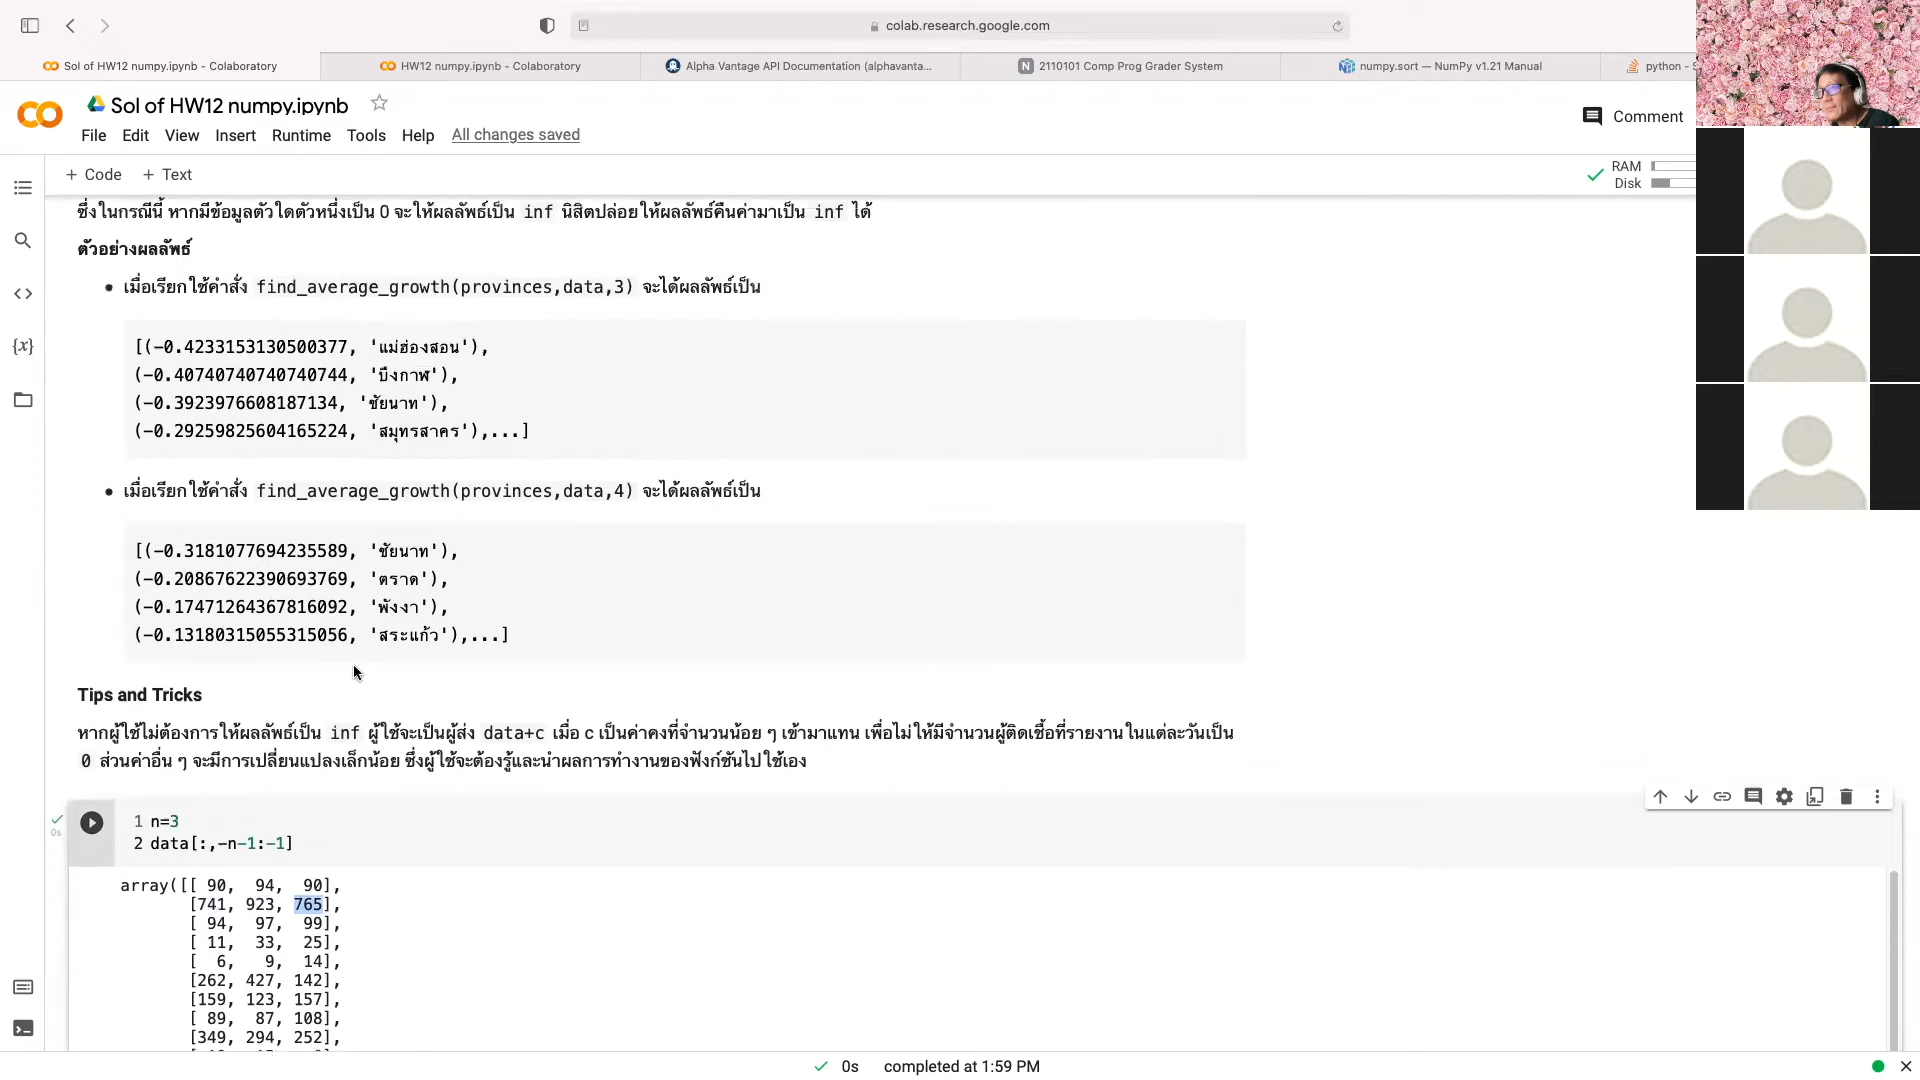 colab.research.google.com
Sol of HW12 numpy.ipynb - Colaboratory
HW12 numpy.ipynb - Colaboratory
Alpha Vantage API Documentation (alphavanta...
2110101 Comp Prog Grader System
numpy.sort — NumPy v1.21 Manual
python - S
Sol of HW12 numpy.ipynb
Comment
File Edit View Insert Runtime Tools Help All changes saved
+ Code + Text
RAM
Disk
ซึ่งในกรณีนี้ หากมีข้อมูลตัวใดตัวหนึ่งเป็น 0 จะให้ผลลัพธ์เป็น inf นิสิตปล่อยให้ผลลัพธ์คืนค่ามาเป็น inf ได้
ตัวอย่างผลลัพธ์
• เมื่อเรียกใช้คำสั่ง find_average_growth(provinces,data,3) จะได้ผลลัพธ์เป็น
[(-0.4233153130500377, 'แม่ฮ่องสอน'),
(-0.40740740740740744, 'บึงกาฬ'),
(-0.3923976608187134, 'ชัยนาท'),
(-0.29259825604165224, 'สมุทรสาคร'),...]
• เมื่อเรียกใช้คำสั่ง find_average_growth(provinces,data,4) จะได้ผลลัพธ์เป็น
[(-0.3181077694235589, 'ชัยนาท'),
(-0.20867622390693769, 'ตราด'),
(-0.17471264367816092, 'พังงา'),
(-0.13180315055315056, 'สระแก้ว'),...]
Tips and Tricks
หากผู้ใช้ไม่ต้องการให้ผลลัพธ์เป็น inf ผู้ใช้จะเป็นผู้ส่ง data+c เมื่อ c เป็นค่าคงที่จำนวนน้อย ๆ เข้ามาแทน เพื่อไม่ให้มีจำนวนผู้ติดเชื้อที่รายงานในแต่ละวันเป็น
0 ส่วนค่าอื่น ๆ จะมีการเปลี่ยนแปลงเล็กน้อย ซึ่งผู้ใช้จะต้องรู้และนำผลการทำงานของฟังก์ชันไปใช้เอง
0s
1 n=3
2 data[:,-n-1:-1]
array([[ 90, 94, 90],
[741, 923, 765],
[ 94, 97, 99],
[ 11, 33, 25],
[ 6, 9, 14],
[262, 427, 142],
[159, 123, 157],
[ 89, 87, 108],
[349, 294, 252],
0s completed at 1:59 PM